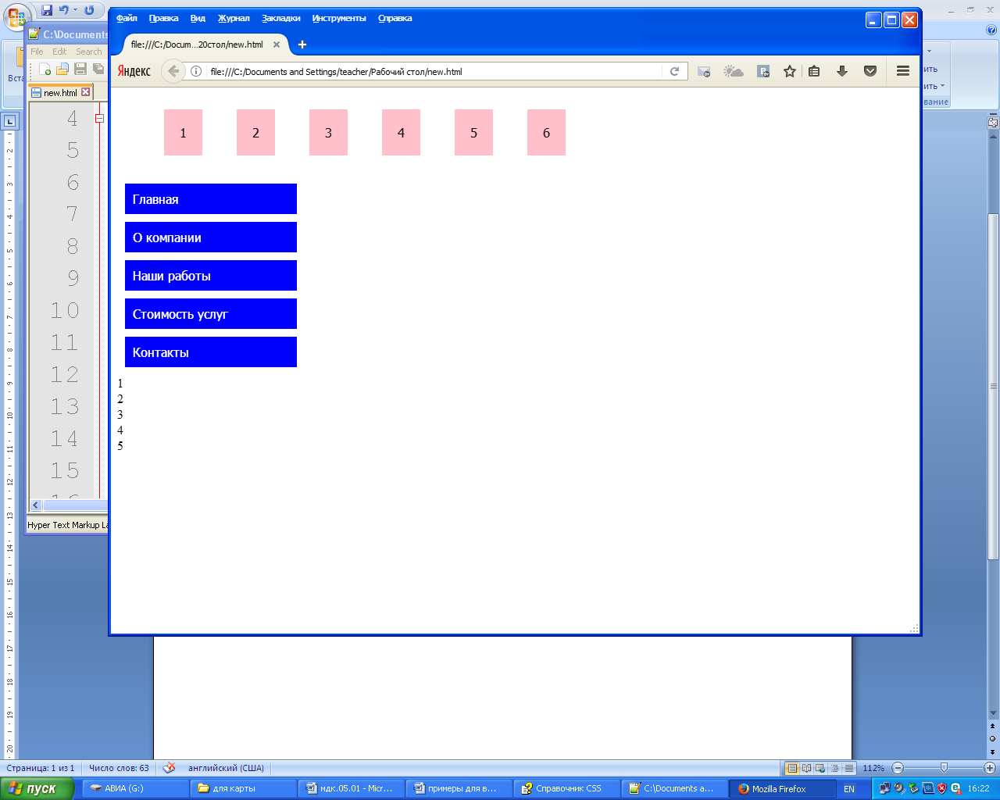 Файл Правка Вид Журнал Закладки Инструменты Справка
C:\Documents
file:///C:/Docum...20стол/new.html
File Edit Search
Яндекс
file:///C:/Documents and Settings/teacher/Рабочий стол/new.html
new.html
4
5
6
7
8
9
10
11
12
13
14
15
1 2 3 4 5 6
Главная
О компании
Наши работы
Стоимость услуг
Контакты
1
2
3
4
5
Hyper Text Markup La
Страница: 1 из 1 Число слов: 63 английский (США) 112%
пуск АВИА (G:) для карты мдк.05.01 - Micr... примеры для в... Справочник CSS C:\Documents a... Mozilla Firefox EN 16:22